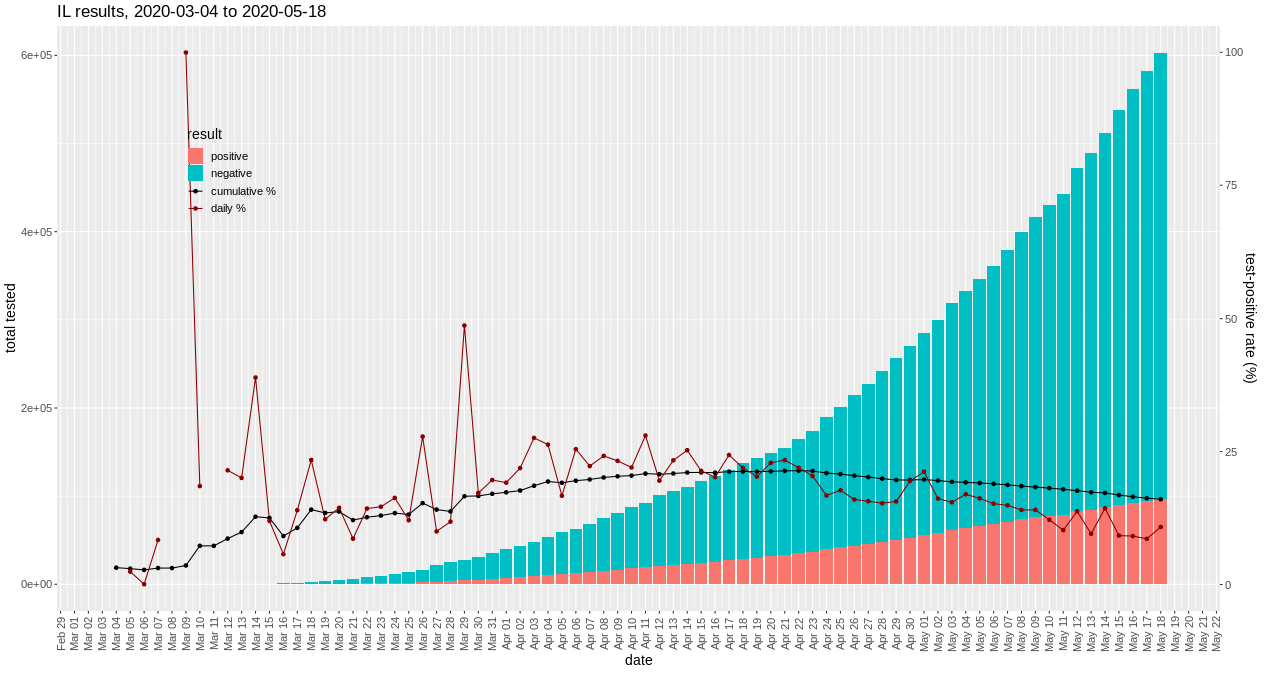 IL results, 2020-03-04 to 2020-05-18
6e+05
4e+05
2e+05
0e+00
total tested
result
positive
negative
cumulative %
daily %
100
75
50
25
0
test-positive rate (%)
Feb 29
Mar 01
Mar 02
Mar 03
Mar 04
Mar 05
Mar 06
Mar 07
Mar 08
Mar 09
Mar 10
Mar 11
Mar 12
Mar 13
Mar 14
Mar 15
Mar 16
Mar 17
Mar 18
Mar 19
Mar 20
Mar 21
Mar 22
Mar 23
Mar 24
Mar 25
Mar 26
Mar 27
Mar 28
Mar 29
Mar 30
Mar 31
Apr 01
Apr 02
Apr 03
Apr 04
Apr 05
Apr 06
Apr 07
Apr 08
Apr 09
Apr 10
Apr 11
Apr 12
Apr 13
Apr 14
Apr 15
Apr 16
Apr 17
Apr 18
Apr 19
Apr 20
Apr 21
Apr 22
Apr 23
Apr 24
Apr 25
Apr 26
Apr 27
Apr 28
Apr 29
Apr 30
May 01
May 02
May 03
May 04
May 05
May 06
May 07
May 08
May 09
May 10
May 11
May 12
May 13
May 14
May 15
May 16
May 17
May 18
May 19
May 20
May 21
May 22
date